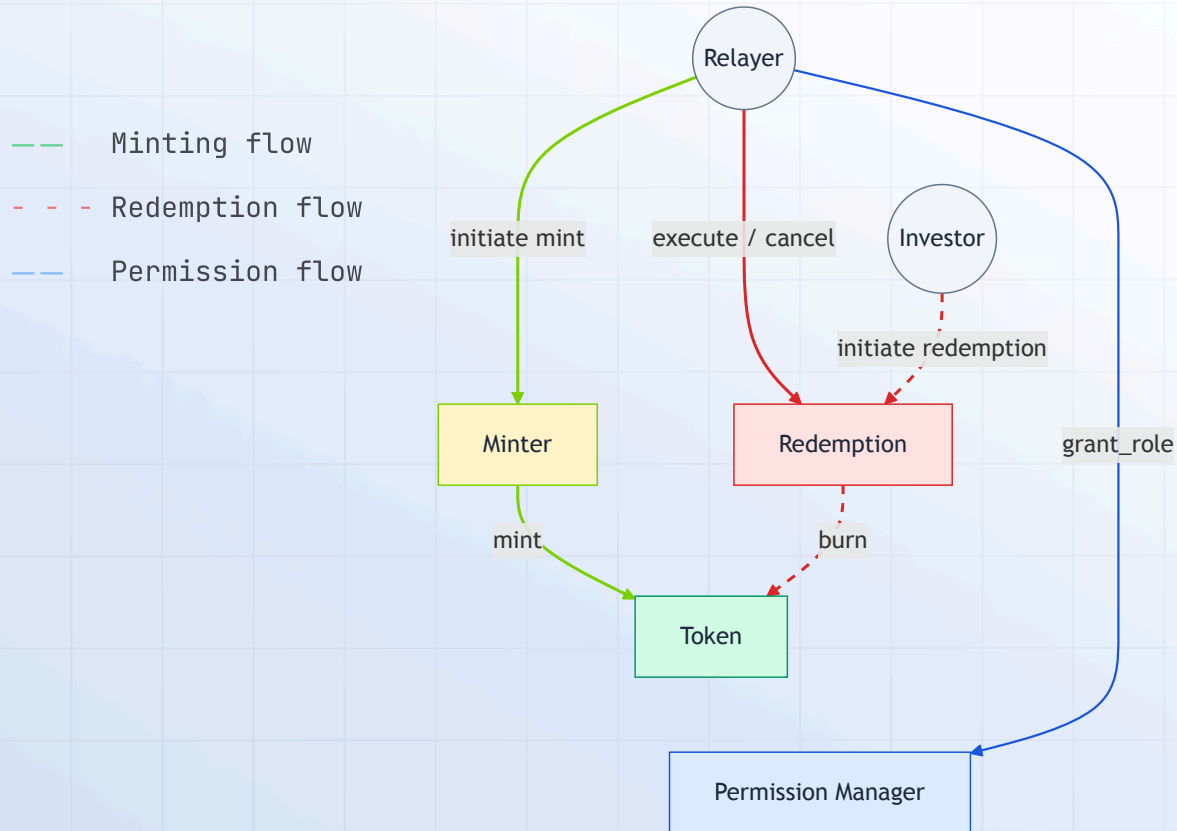 Relayer
Minting flow
Redemption flow
Permission flow
initiate mint
execute / cancel
Investor
initiate redemption
Minter
Redemption
grant_role
mint
burn
Token
Permission Manager